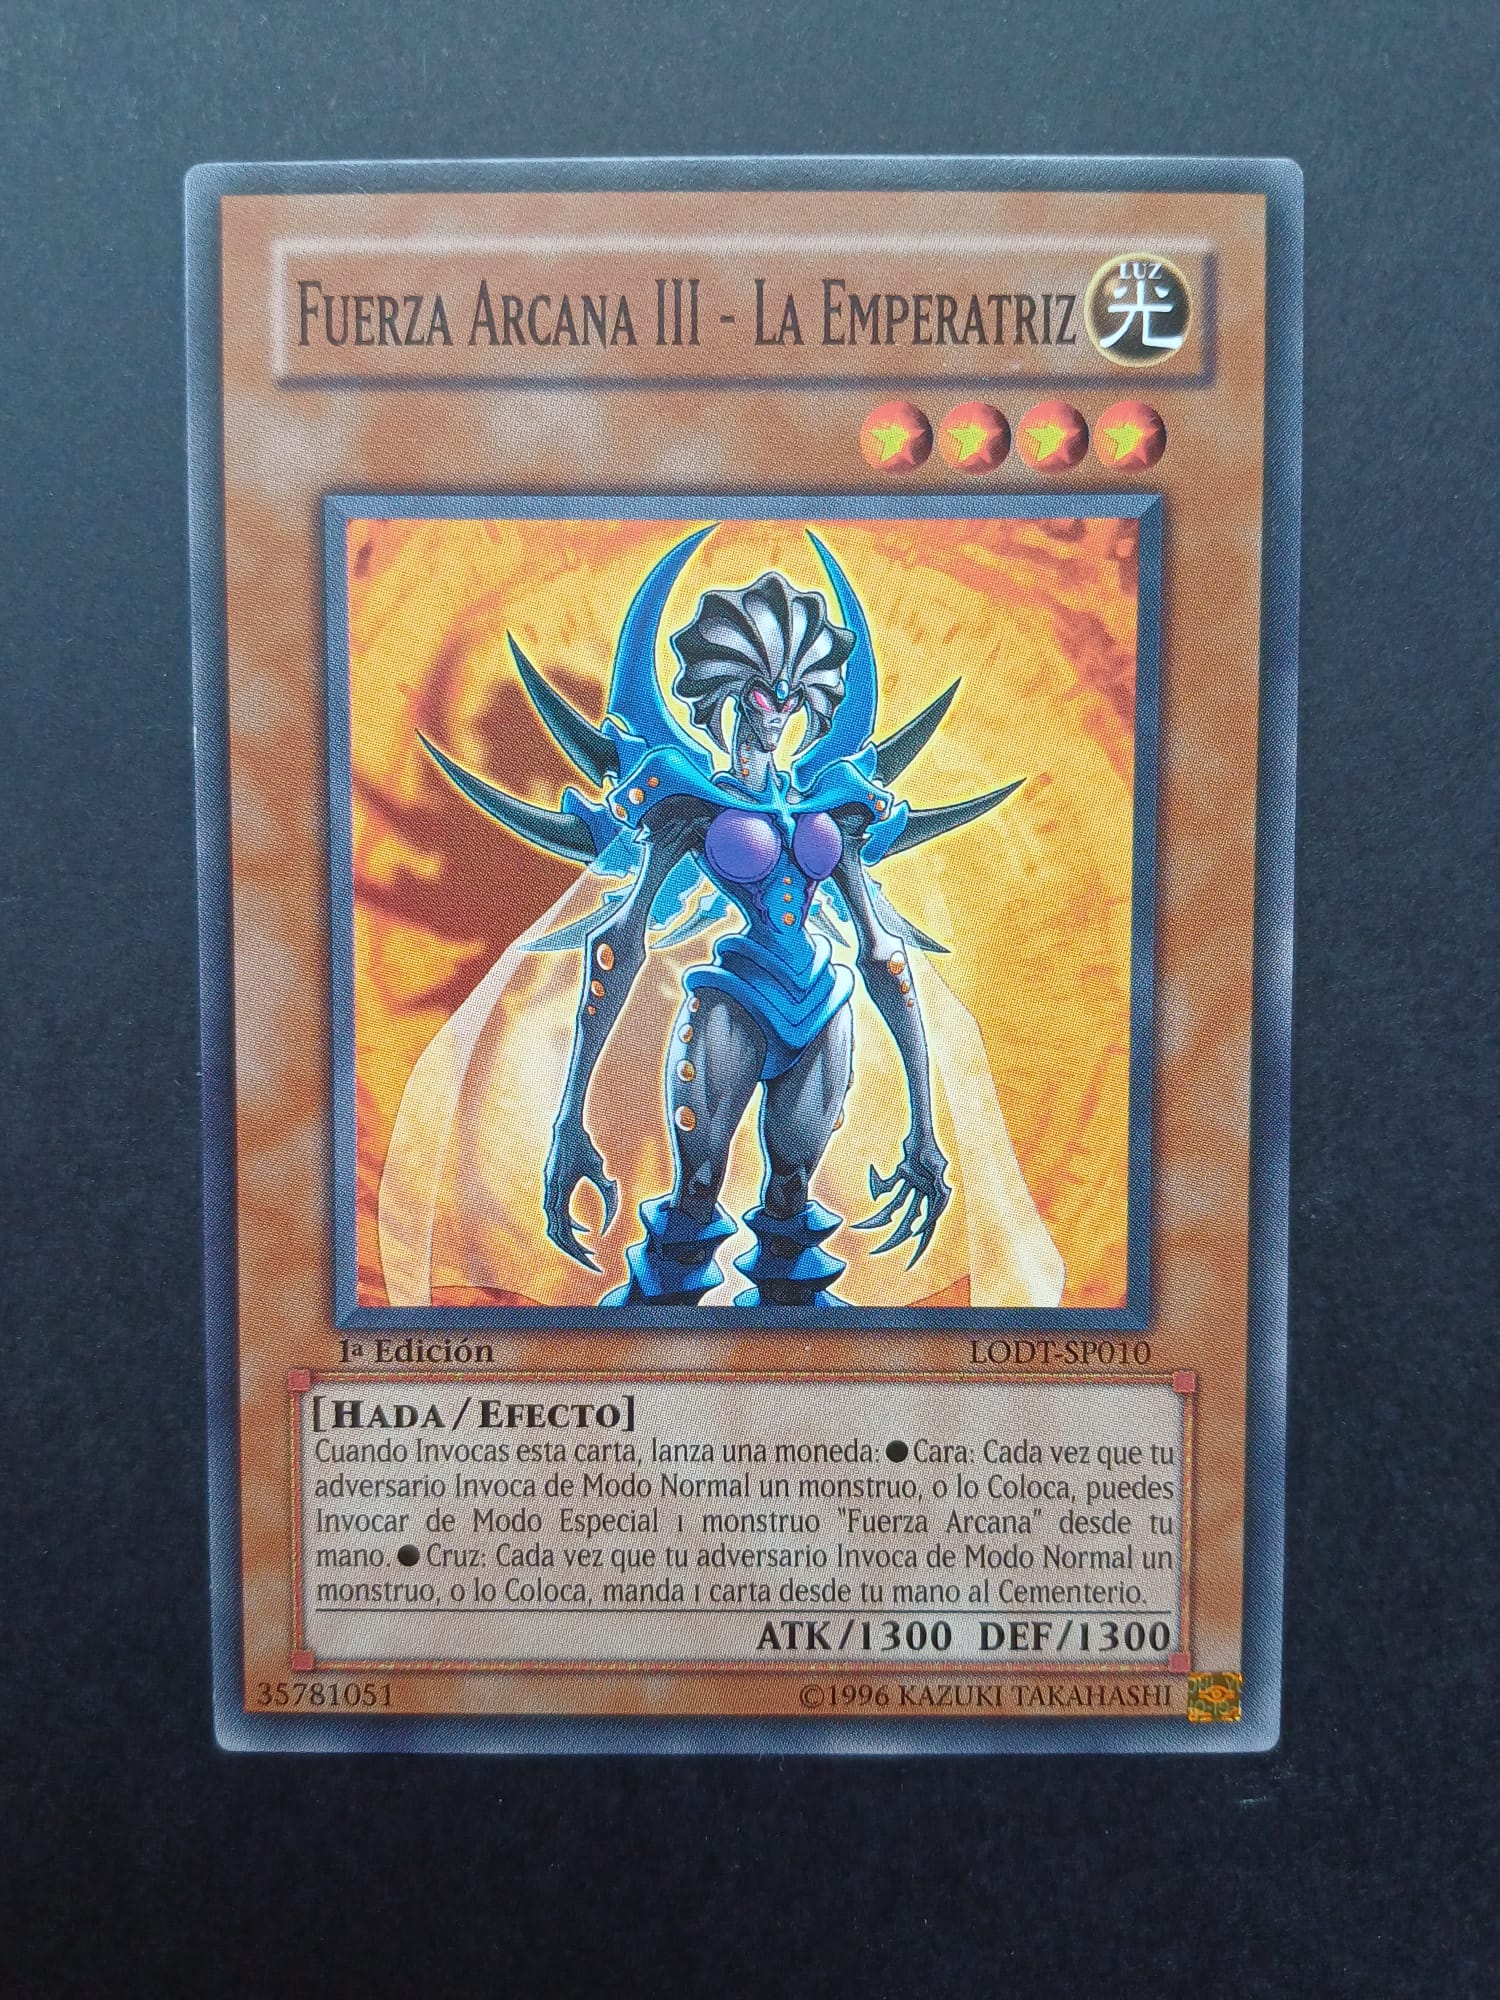 FUERZA ARCANA III - LA EMPERATRIZ
LUZ
光
1ª Edición
LODT-SP010
[HADA/EFECTO]
Cuando Invocas esta carta, lanza una moneda: ●Cara: Cada vez que tu
adversario Invoca de Modo Normal un monstruo, o lo Coloca, puedes
Invocar de Modo Especial 1 monstruo "Fuerza Arcana" desde tu
mano. ●Cruz: Cada vez que tu adversario Invoca de Modo Normal un
monstruo, o lo Coloca, manda 1 carta desde tu mano al Cementerio.
ATK/1300 DEF/1300
35781051
©1996 KAZUKI TAKAHASHI